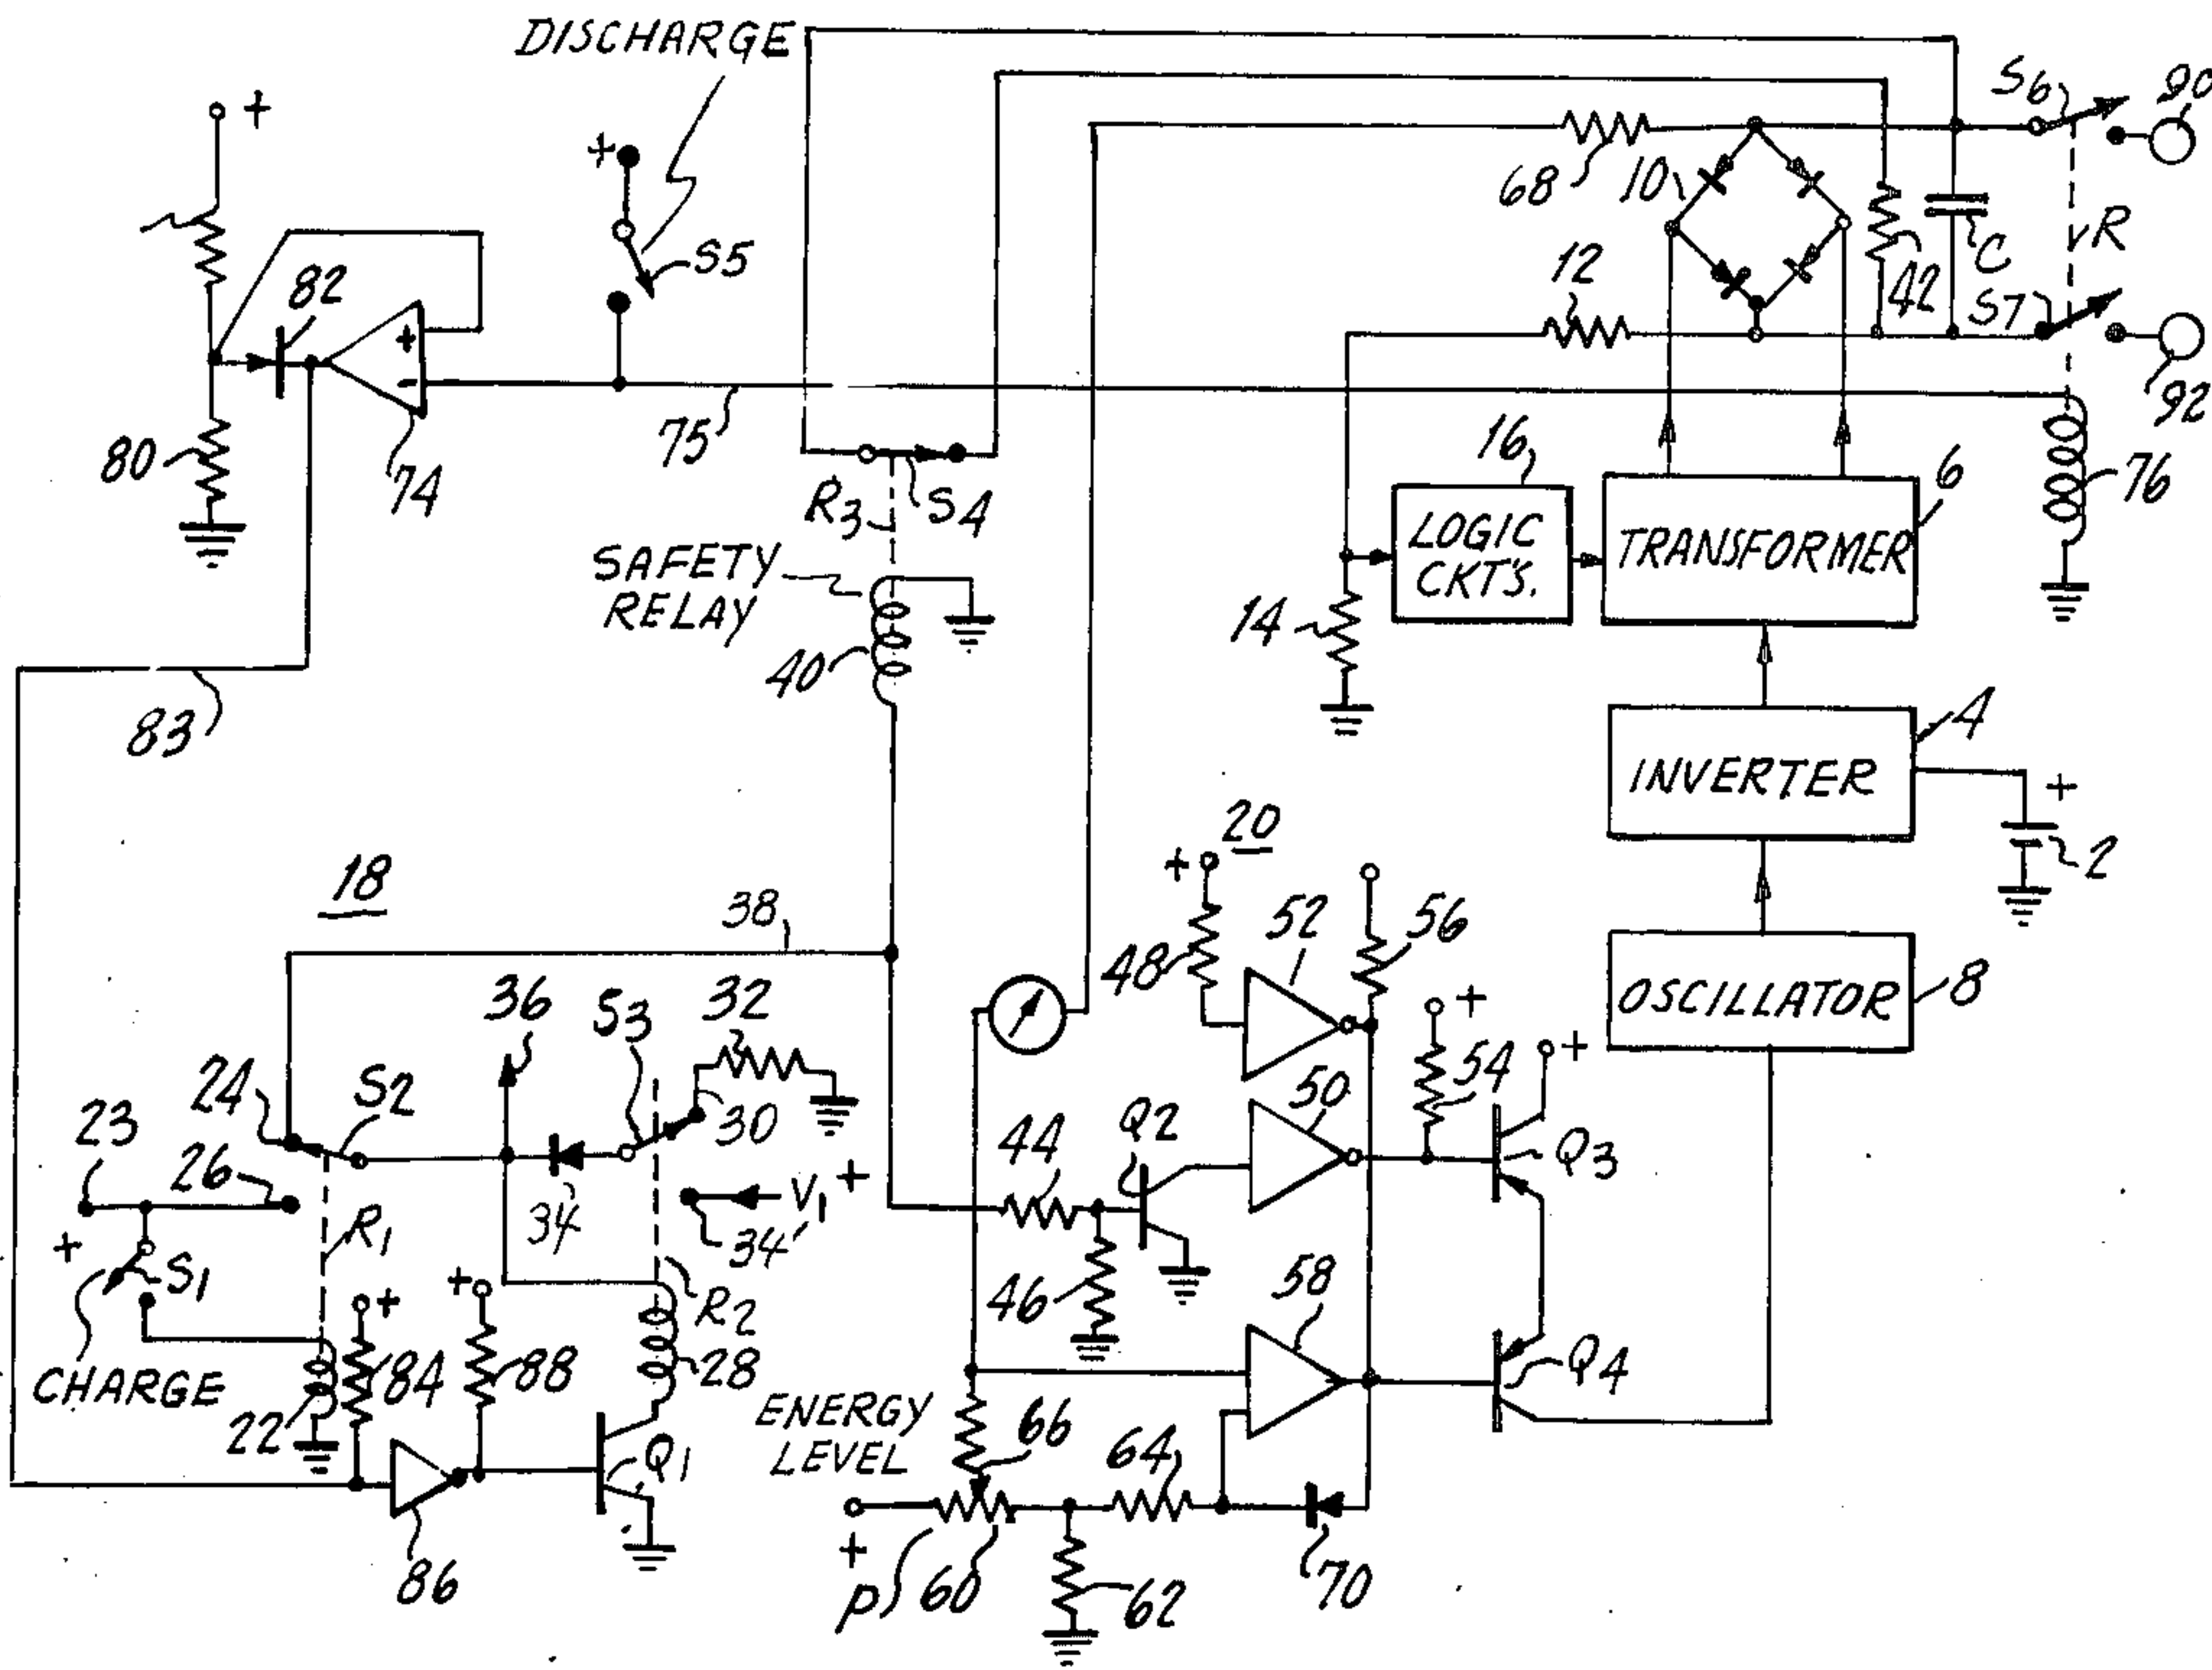 DISCHARGE
+
+
S6
90
68
10
R
82
S5
12
42
C
S7
+
-
92
80
74
75
16
6
R3
S4
76
SAFETY
RELAY
LOGIC
CKT'S.
TRANSFORMER
14
40
83
4
INVERTER
+
2
20
18
+
38
52
56
48
36
S3
32
OSCILLATOR
8
+
24
S2
54
+
23
30
50
26
44
Q2
Q3
34
V1 +
R1
34'
+
S1
46
58
+
+
R2
CHARGE
84
88
28
Q4
22
ENERGY
LEVEL
66
64
Q1
86
+
P
60
62
70